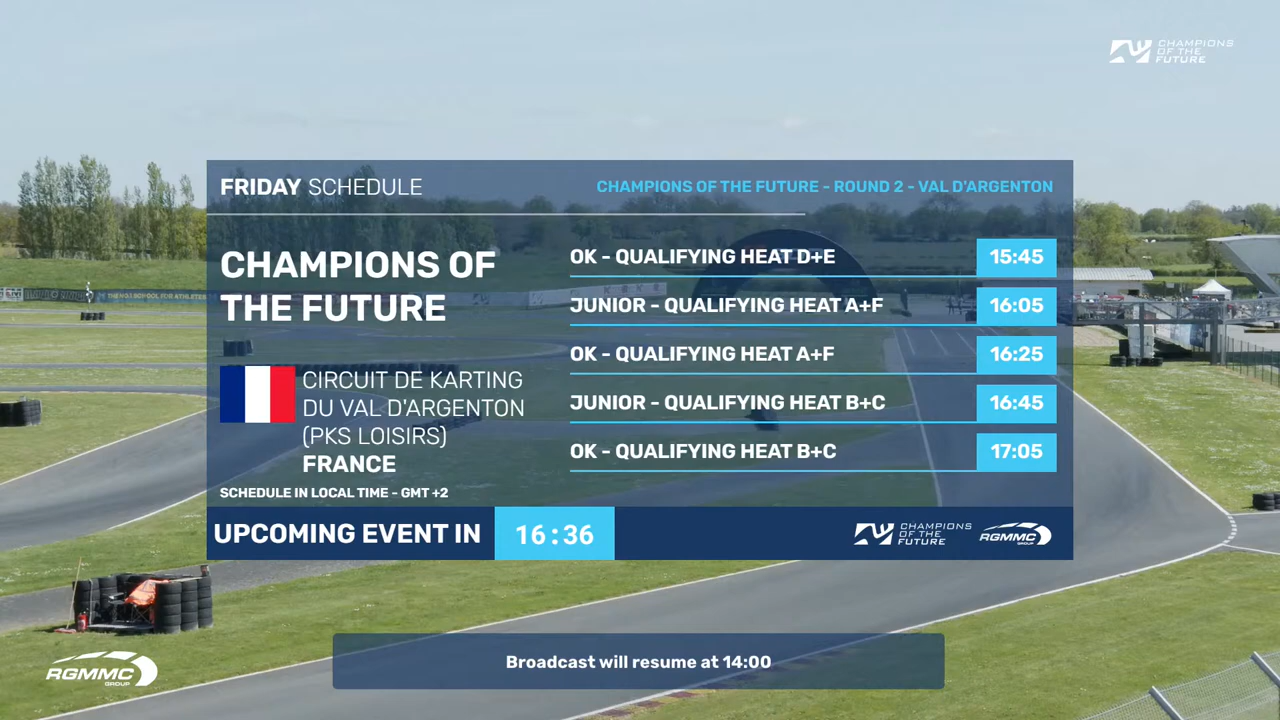 CHAMPIONS
OF THE
FUTURE
FRIDAY SCHEDULE
CHAMPIONS OF THE FUTURE - ROUND 2 - VAL D'ARGENTON
CHAMPIONS OF
THE FUTURE
CIRCUIT DE KARTING
DU VAL D'ARGENTON
(PKS LOISIRS)
FRANCE
SCHEDULE IN LOCAL TIME - GMT +2
OK - QUALIFYING HEAT D+E 15:45
JUNIOR - QUALIFYING HEAT A+F 16:05
OK - QUALIFYING HEAT A+F 16:25
JUNIOR - QUALIFYING HEAT B+C 16:45
OK - QUALIFYING HEAT B+C 17:05
UPCOMING EVENT IN 16:36
CHAMPIONS
OF THE
FUTURE
RGMMC
GROUP
Broadcast will resume at 14:00
RGMMC
GROUP